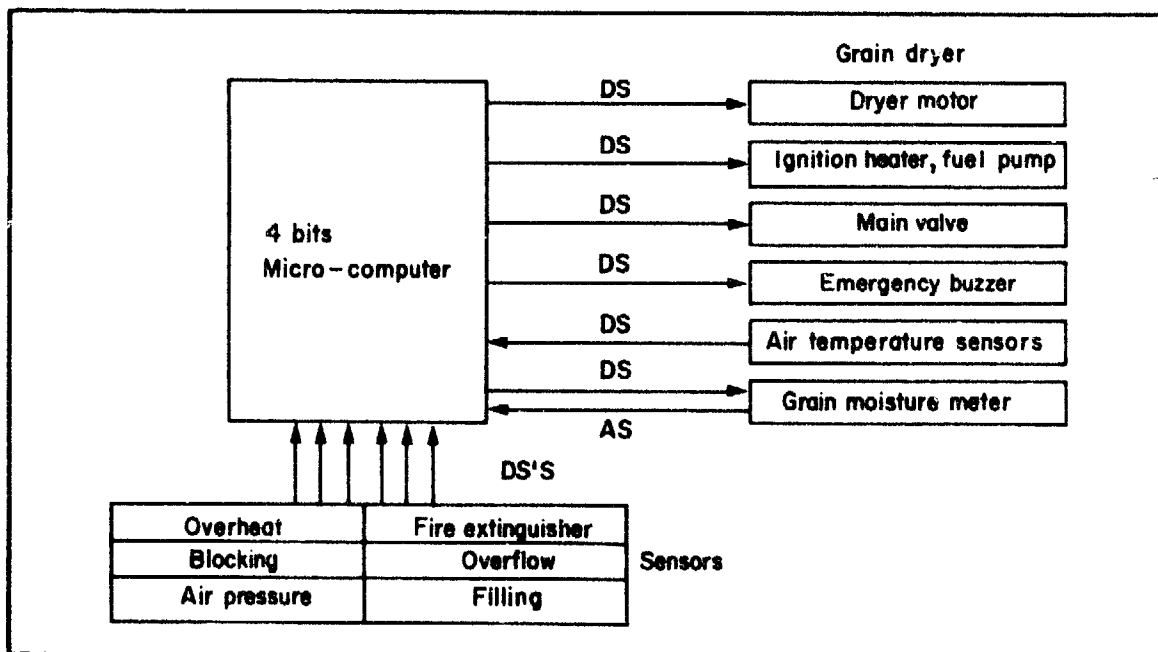 Grain dryer
DS
Dryer motor
DS
Ignition heater, fuel pump
DS
Main valve
4 bits
Micro-computer
DS
Emergency buzzer
DS
Air temperature sensors
DS
Grain moisture meter
AS
DS'S
Overheat
Fire extinguisher
Blocking
Overflow
Sensors
Air pressure
Filling